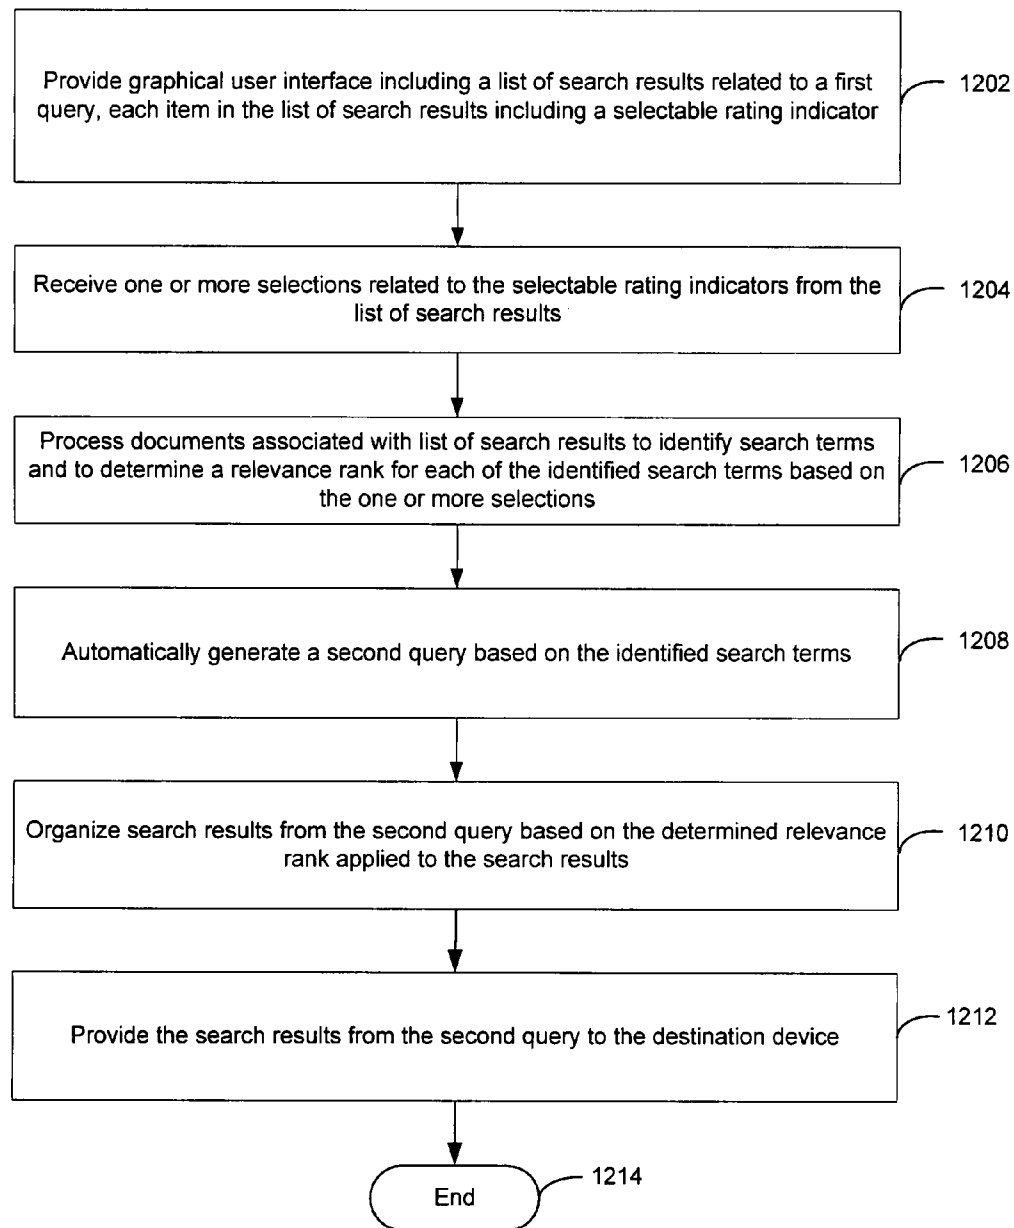 Provide graphical user interface including a list of search results related to a first
query, each item in the list of search results including a selectable rating indicator
1202
Receive one or more selections related to the selectable rating indicators from the
list of search results
1204
Process documents associated with list of search results to identify search terms
and to determine a relevance rank for each of the identified search terms based on
the one or more selections
1206
Automatically generate a second query based on the identified search terms
1208
Organize search results from the second query based on the determined relevance
rank applied to the search results
1210
Provide the search results from the second query to the destination device
1212
End
1214